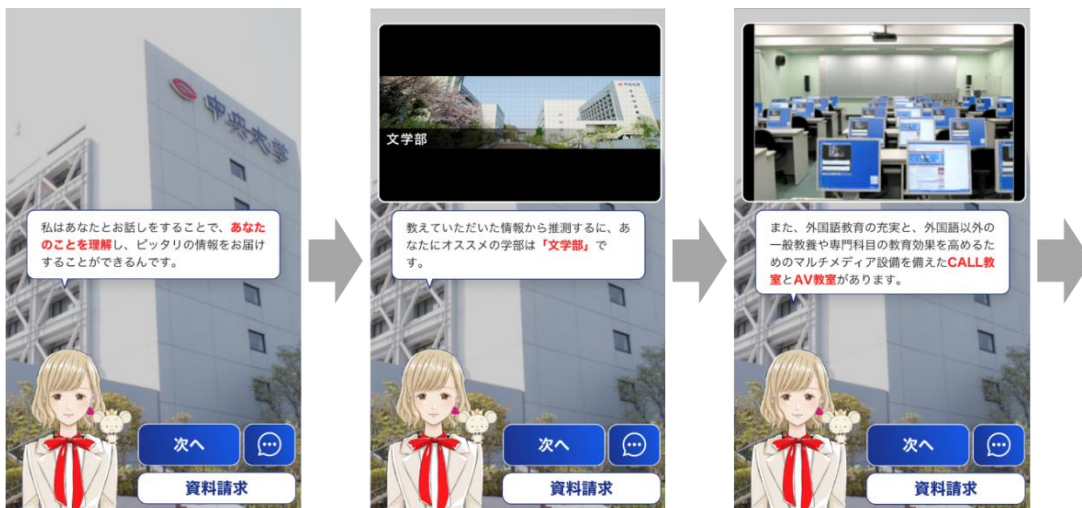 中央大学
私はあなたとお話しをすることで、あなた
のことを理解し、ピッタリの情報をお届け
することができるんです。
次へ
資料請求
文学部
教えていただいた情報から推測するに、あ
なたにオススメの学部は「文学部」で
す。
次へ
資料請求
また、外国語教育の充実と、外国語以外の
一般教養や専門科目の教育効果を高めるた
めのマルチメディア設備を備えたCALL教
室とAV教室があります。
次へ
資料請求